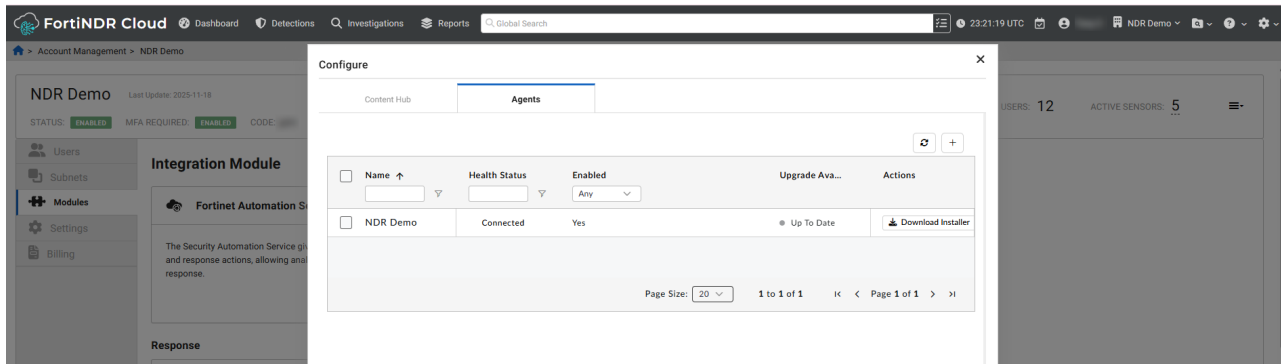 FortiNDR Cloud Dashboard Detections Investigations Reports Global Search 23:21:19 UTC NDR Demo
> Account Management > NDR Demo
Configure
Content Hub Agents
NDR Demo Last Update: 2025-11-18
USERS: 12 ACTIVE SENSORS: 5
STATUS: ENABLED MFA REQUIRED: ENABLED CODE:
Users
Subnets
Modules
Settings
Billing
Integration Module
Fortinet Automation S
The Security Automation Service gi
and response actions, allowing anal
response.
Response
Name Health Status Enabled Upgrade Ava... Actions
Any
NDR Demo Connected Yes Up To Date Download Installer
Page Size: 20 1 to 1 of 1 Page 1 of 1